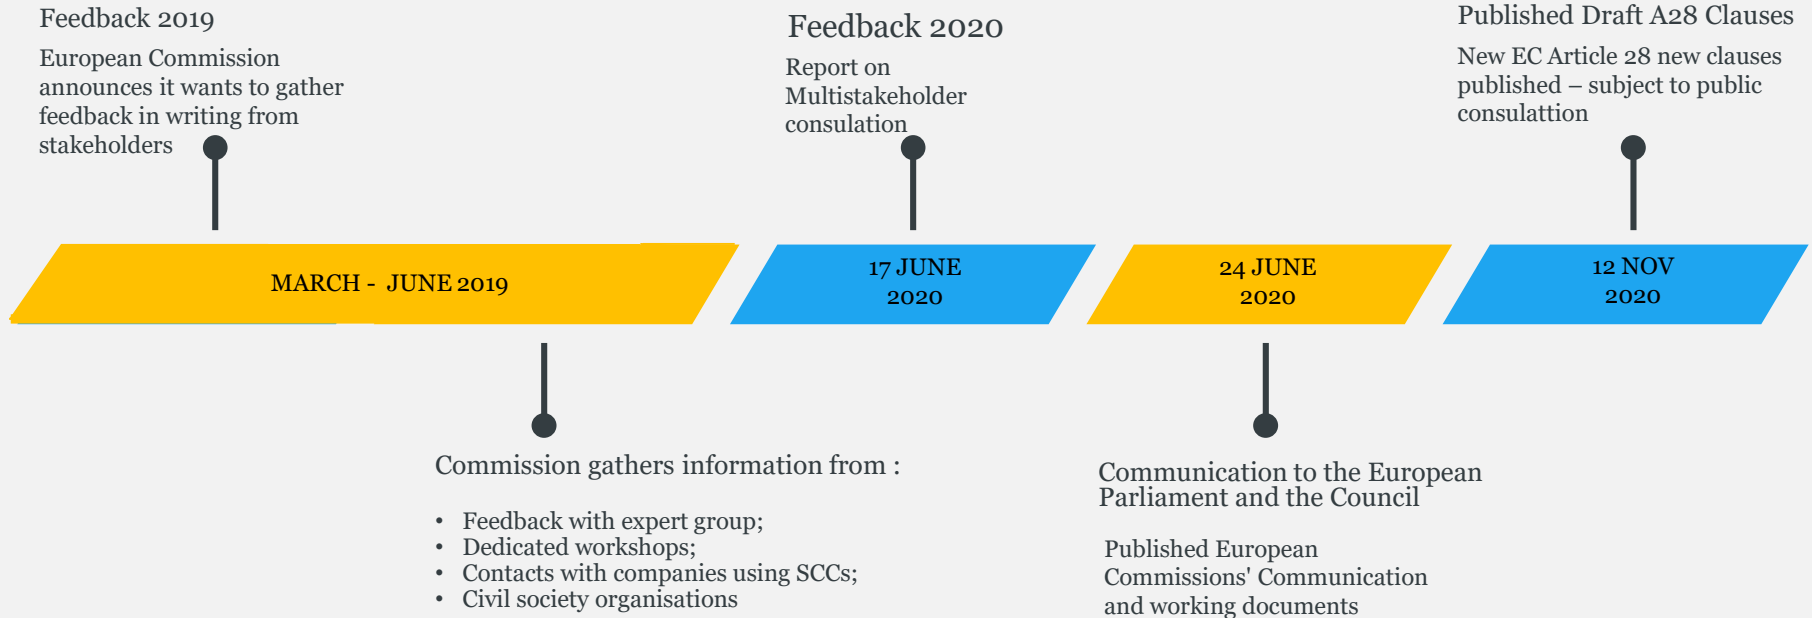 Feedback 2019
European Commission
announces it wants to gather
feedback in writing from
stakeholders
Feedback 2020
Report on
Multistakeholder
consulation
Published Draft A28 Clauses
New EC Article 28 new clauses
published – subject to public
consulattion
MARCH - JUNE 2019
17 JUNE
2020
24 JUNE
2020
12 NOV
2020
Commission gathers information from :
• Feedback with expert group;
• Dedicated workshops;
• Contacts with companies using SCCs;
• Civil society organisations
Communication to the European
Parliament and the Council
Published European
Commissions' Communication
and working documents